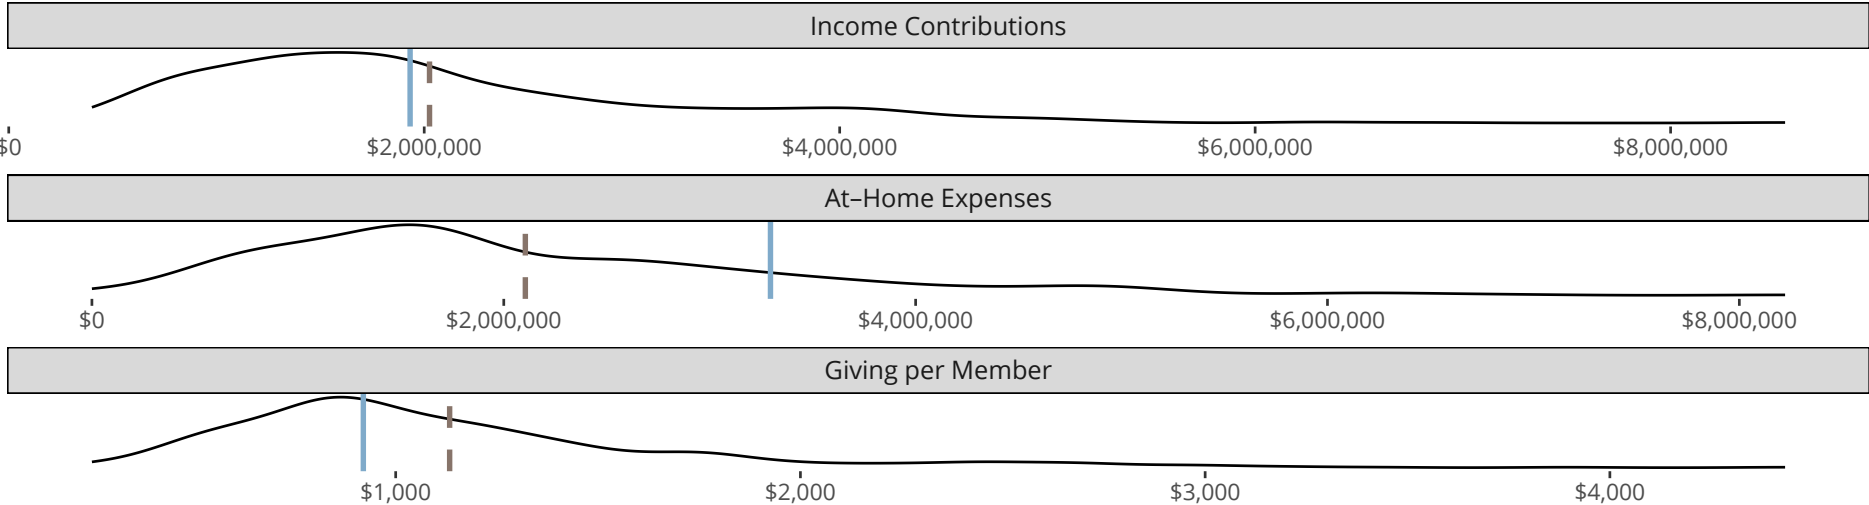 Income Contributions
$0 $2,000,000 $4,000,000 $6,000,000 $8,000,000
At–Home Expenses
$0 $2,000,000 $4,000,000 $6,000,000 $8,000,000
Giving per Member
$1,000 $2,000 $3,000 $4,000